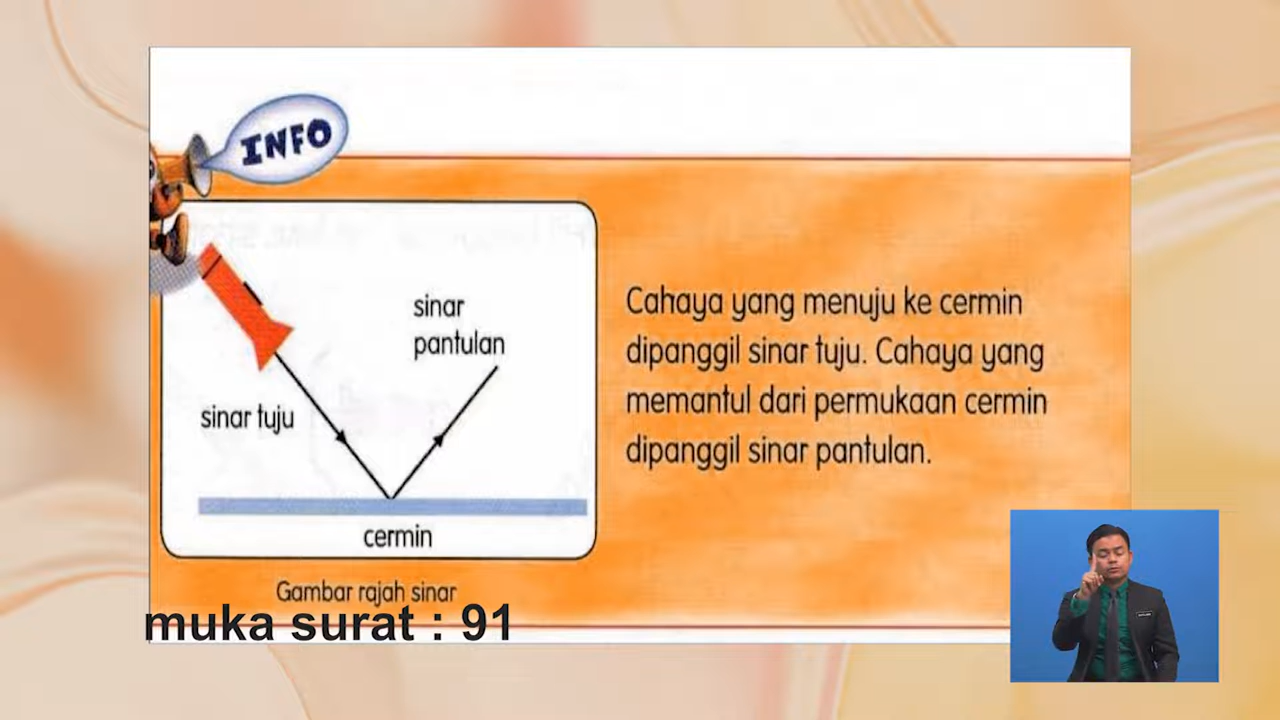 INFO
sinar
pantulan
sinar tuju
cermin
Gambar rajah sinar
Cahaya yang menuju ke cermin
dipanggil sinar tuju. Cahaya yang
memantul dari permukaan cermin
dipanggil sinar pantulan.
muka surat : 91